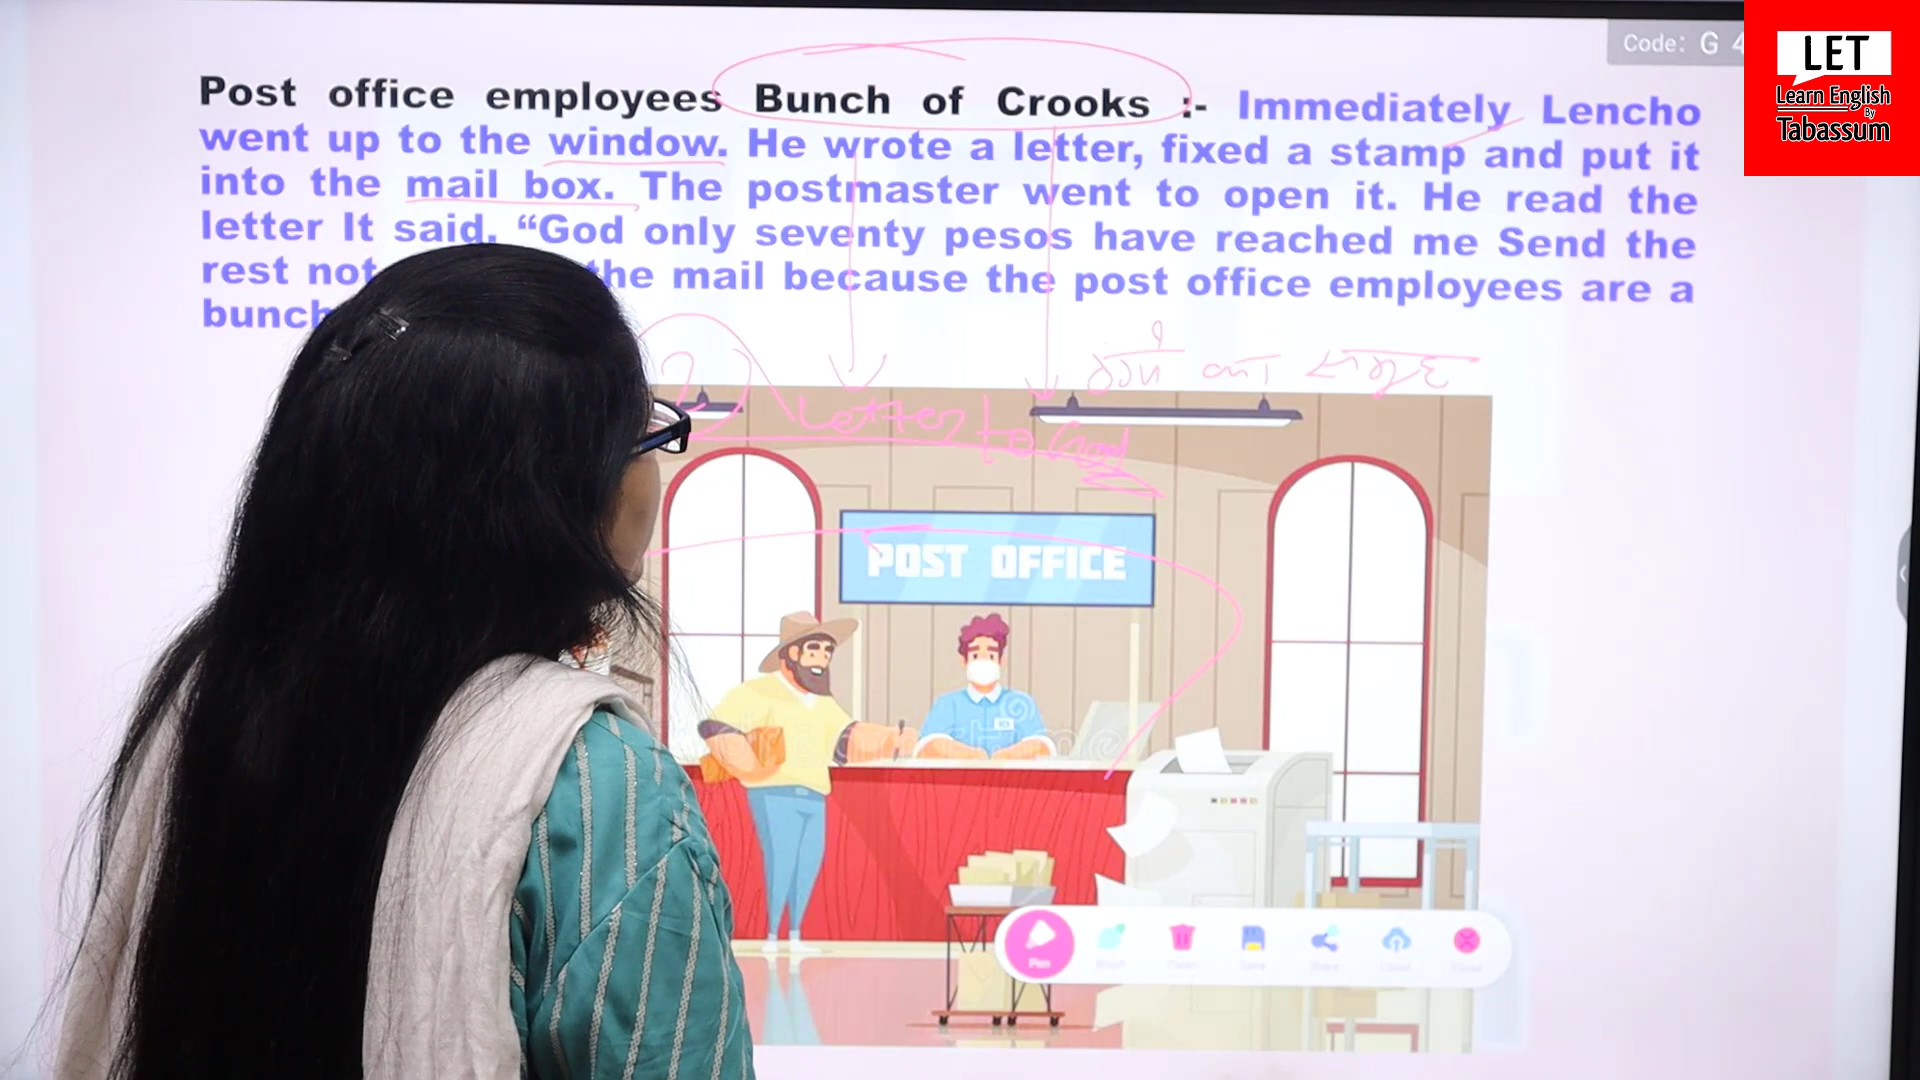 Code: G 4
LET
Learn English
By
Tabassum
Post office employees Bunch of Crooks :- Immediately Lencho
went up to the window. He wrote a letter, fixed a stamp and put it
into the mail box. The postmaster went to open it. He read the
letter It said, “God only seventy pesos have reached me Send the
rest not the mail because the post office employees are a
bunch
Letter to God
POST OFFICE
Pen